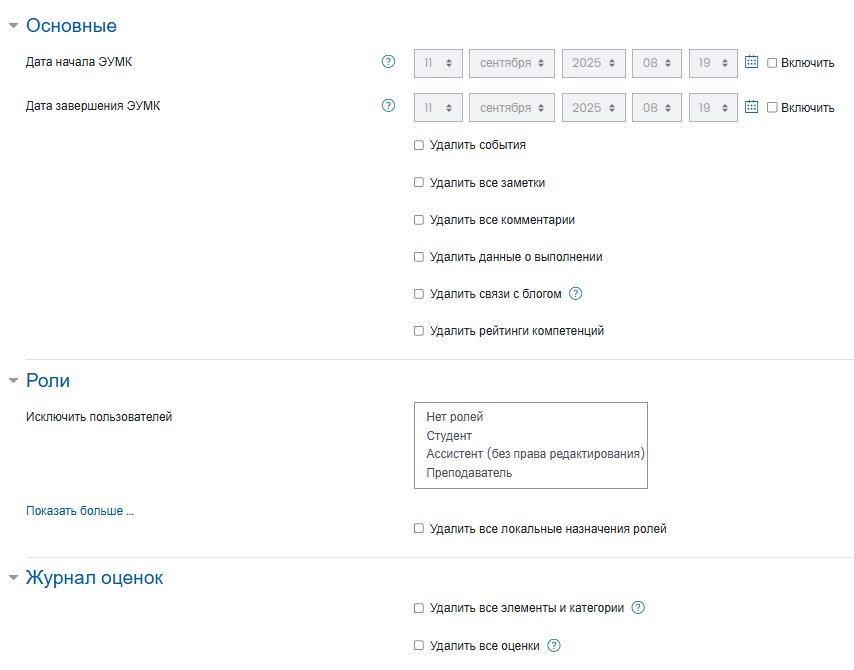 Основные
Дата начала ЭУМК ? 11 сентября 2025 08 19 Включить
Дата завершения ЭУМК ? 11 сентября 2025 08 19 Включить
Удалить события
Удалить все заметки
Удалить все комментарии
Удалить данные о выполнении
Удалить связи с блогом ?
Удалить рейтинги компетенций
Роли
Исключить пользователей
Нет ролей
Студент
Ассистент (без права редактирования)
Преподаватель
Показать больше ...
Удалить все локальные назначения ролей
Журнал оценок
Удалить все элементы и категории ?
Удалить все оценки ?